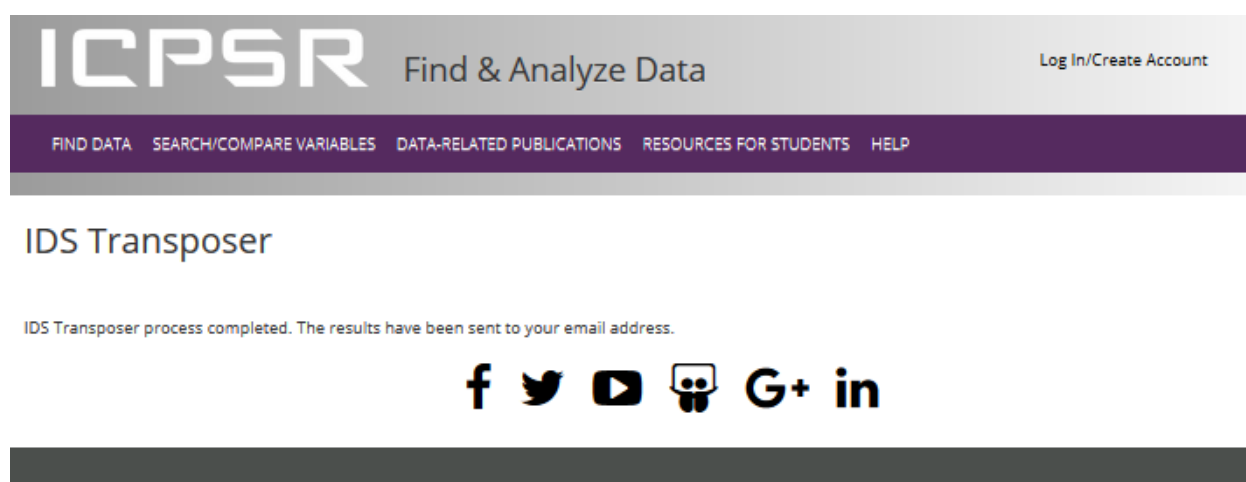 ICPSR Find & Analyze Data Log In/Create Account
FIND DATA SEARCH/COMPARE VARIABLES DATA-RELATED PUBLICATIONS RESOURCES FOR STUDENTS HELP
IDS Transposer
IDS Transposer process completed. The results have been sent to your email address.
f G+ in